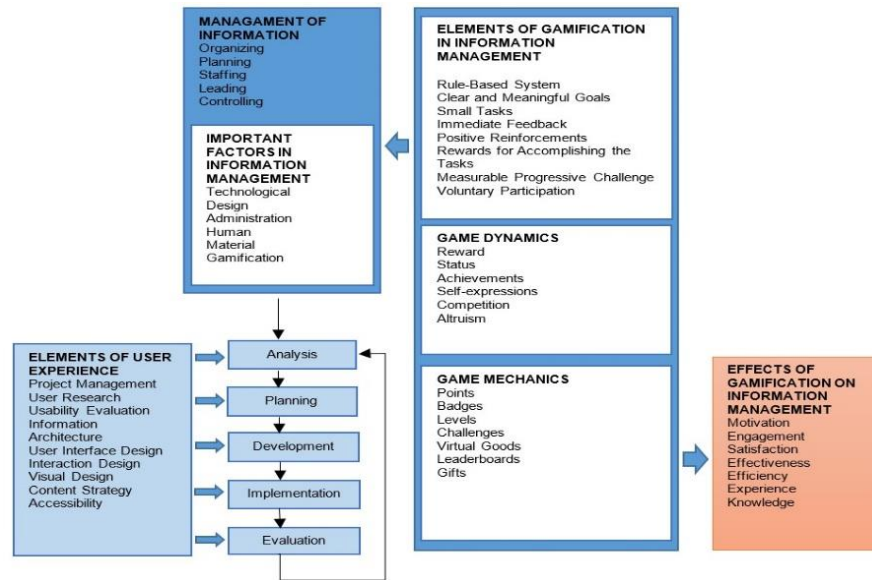 MANAGAMENT OF
INFORMATION
Organizing
Planning
Staffing
Leading
Controlling
IMPORTANT
FACTORS IN
INFORMATION
MANAGEMENT
Technological
Design
Administration
Human
Material
Gamification
ELEMENTS OF GAMIFICATION
IN INFORMATION
MANAGEMENT
Rule-Based System
Clear and Meaningful Goals
Small Tasks
Immediate Feedback
Positive Reinforcements
Rewards for Accomplishing the
Tasks
Measurable Progressive Challenge
Voluntary Participation
GAME DYNAMICS
Reward
Status
Achievements
Self-expressions
Competition
Altruism
GAME MECHANICS
Points
Badges
Levels
Challenges
Virtual Goods
Leaderboards
Gifts
ELEMENTS OF USER
EXPERIENCE
Project Management
User Research
Usability Evaluation
Information
Architecture
User Interface Design
Interaction Design
Visual Design
Content Strategy
Accessibility
Analysis
Planning
Development
Implementation
Evaluation
EFFECTS OF
GAMIFICATION ON
INFORMATION
MANAGEMENT
Motivation
Engagement
Satisfaction
Effectiveness
Efficiency
Experience
Knowledge